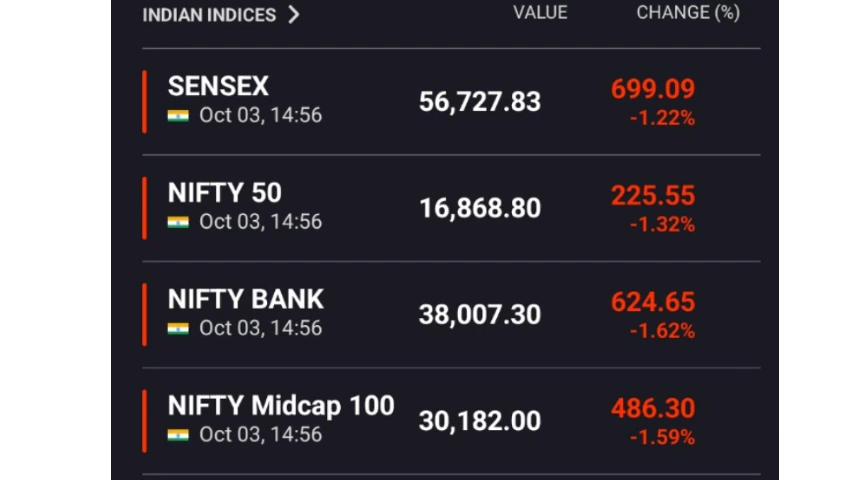 INDIAN INDICES > VALUE CHANGE (%)
SENSEX
Oct 03, 14:56
56,727.83
699.09
-1.22%
NIFTY 50
Oct 03, 14:56
16,868.80
225.55
-1.32%
NIFTY BANK
Oct 03, 14:56
38,007.30
624.65
-1.62%
NIFTY Midcap 100
Oct 03, 14:56
30,182.00
486.30
-1.59%